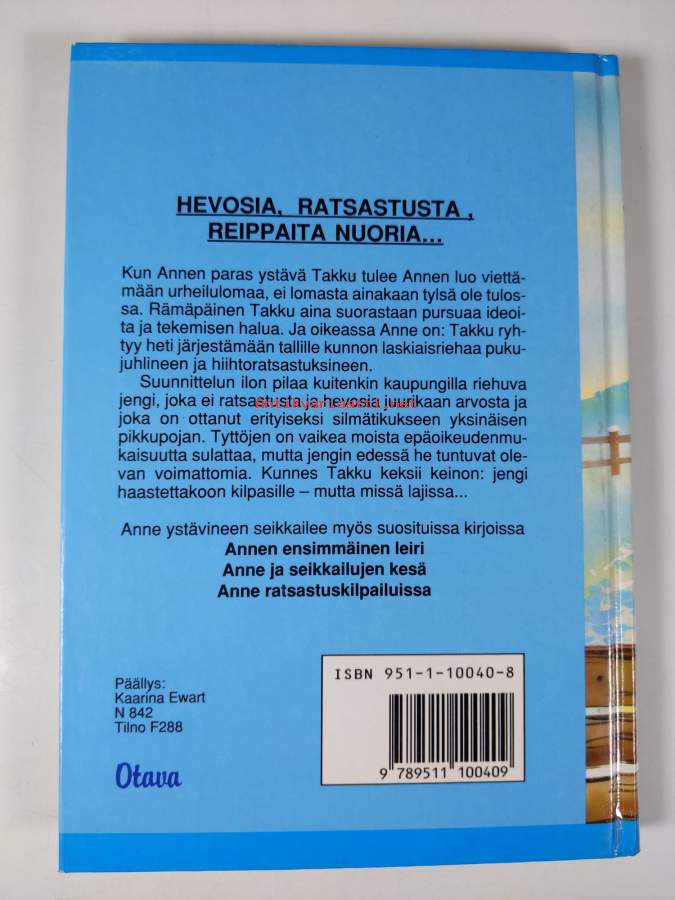 HEVOSIA, RATSASTUSTA,
REIPPAITA NUORIA...
Kun Annen paras ystävä Takku tulee Annen luo viettä-
mään urheilulomaa, ei lomasta ainakaan tylsä ole tulos-
sa. Rämäpäinen Takku aina suorastaan pursuaa ideoi-
ta ja tekemisen halua. Ja oikeassa Anne on: Takku ryh-
tyy heti järjestämään tallille kunnon laskiaisriehaa puku-
juhlineen ja hiihtoratsastuksineen.
Suunnittelun ilon pilaa kuitenkin kaupungilla riehuva
jengi, joka ei ratsastusta ja hevosia juurikaan arvosta ja
joka on ottanut erityiseksi silmätikukseen yksinäisen
pikkupojan. Tyttöjen on vaikea moista epäoikeudenmu-
kaisuutta sulattaa, mutta jengin edessä he tuntuvat ole-
van voimattomia. Kunnes Takku keksii keinon: jengi
haastettakoon kilpasille – mutta missä lajissa...
Anne ystävineen seikkailee myös suosituissa kirjoissa
Annen ensimmäinen leiri
Anne ja seikkailujen kesä
Anne ratsastuskilpailuissa
Päällys:
Kaarina Ewart
N 842
Tilno F288
Otava
ISBN 951-1-10040-8
9 789511 100409
Antikvariaatti.net